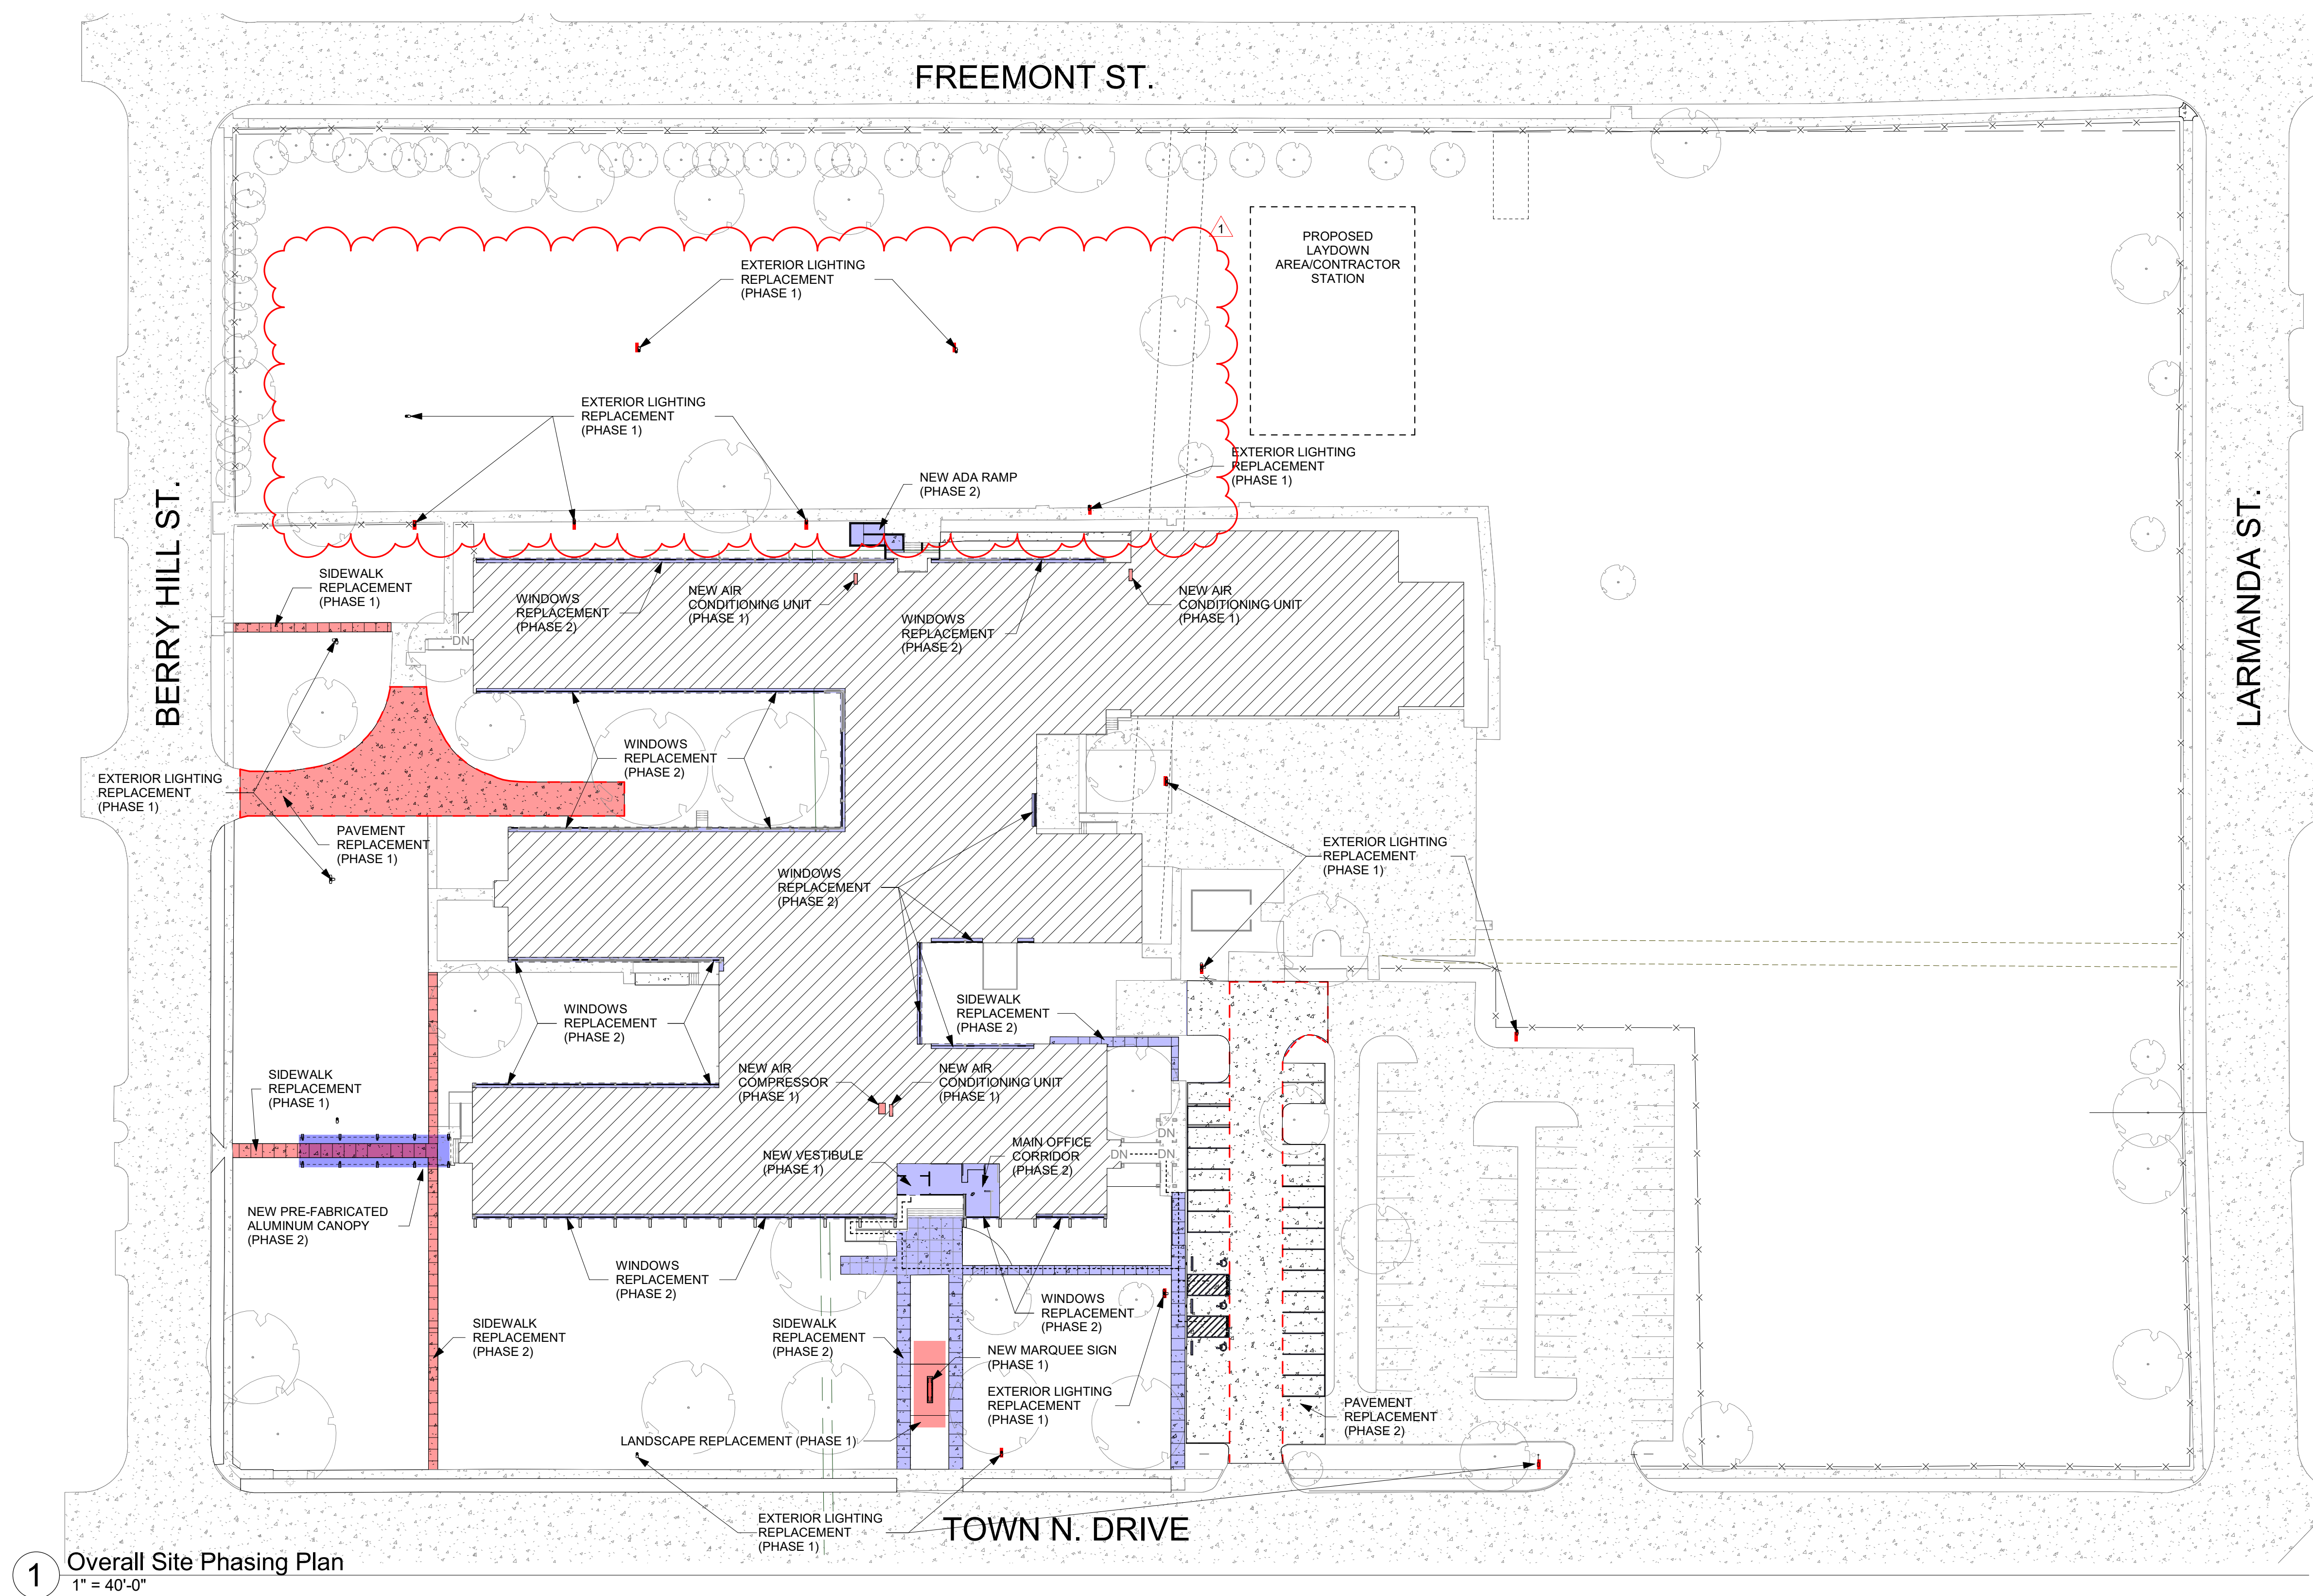 FREEMONT ST.
1
PROPOSED
LAYDOWN
AREA/CONTRACTOR
STATION
EXTERIOR LIGHTING
REPLACEMENT
(PHASE 1)
EXTERIOR LIGHTING
REPLACEMENT
(PHASE 1)
EXTERIOR LIGHTING
REPLACEMENT
(PHASE 1)
NEW ADA RAMP
(PHASE 2)
BERRY HILL ST.
LARMANDA ST.
SIDEWALK
REPLACEMENT
(PHASE 1)
WINDOWS
REPLACEMENT
(PHASE 2)
NEW AIR
CONDITIONING UNIT
(PHASE 1)
WINDOWS
REPLACEMENT
(PHASE 2)
NEW AIR
CONDITIONING UNIT
(PHASE 1)
DN
WINDOWS
REPLACEMENT
(PHASE 2)
EXTERIOR LIGHTING
REPLACEMENT
(PHASE 1)
PAVEMENT
REPLACEMENT
(PHASE 1)
EXTERIOR LIGHTING
REPLACEMENT
(PHASE 1)
WINDOWS
REPLACEMENT
(PHASE 2)
SIDEWALK
REPLACEMENT
(PHASE 2)
WINDOWS
REPLACEMENT
(PHASE 2)
NEW AIR
COMPRESSOR
(PHASE 1)
NEW AIR
CONDITIONING UNIT
(PHASE 1)
SIDEWALK
REPLACEMENT
(PHASE 1)
DN
DN
DN
MAIN OFFICE
CORRIDOR
(PHASE 2)
NEW VESTIBULE
(PHASE 1)
NEW PRE-FABRICATED
ALUMINUM CANOPY
(PHASE 2)
WINDOWS
REPLACEMENT
(PHASE 2)
WINDOWS
REPLACEMENT
(PHASE 2)
SIDEWALK
REPLACEMENT
(PHASE 2)
SIDEWALK
REPLACEMENT
(PHASE 2)
NEW MARQUEE SIGN
(PHASE 1)
EXTERIOR LIGHTING
REPLACEMENT
(PHASE 1)
PAVEMENT
REPLACEMENT
(PHASE 2)
LANDSCAPE REPLACEMENT (PHASE 1)
EXTERIOR LIGHTING
REPLACEMENT
(PHASE 1)
TOWN N. DRIVE
1
Overall Site Phasing Plan
1" = 40'-0"